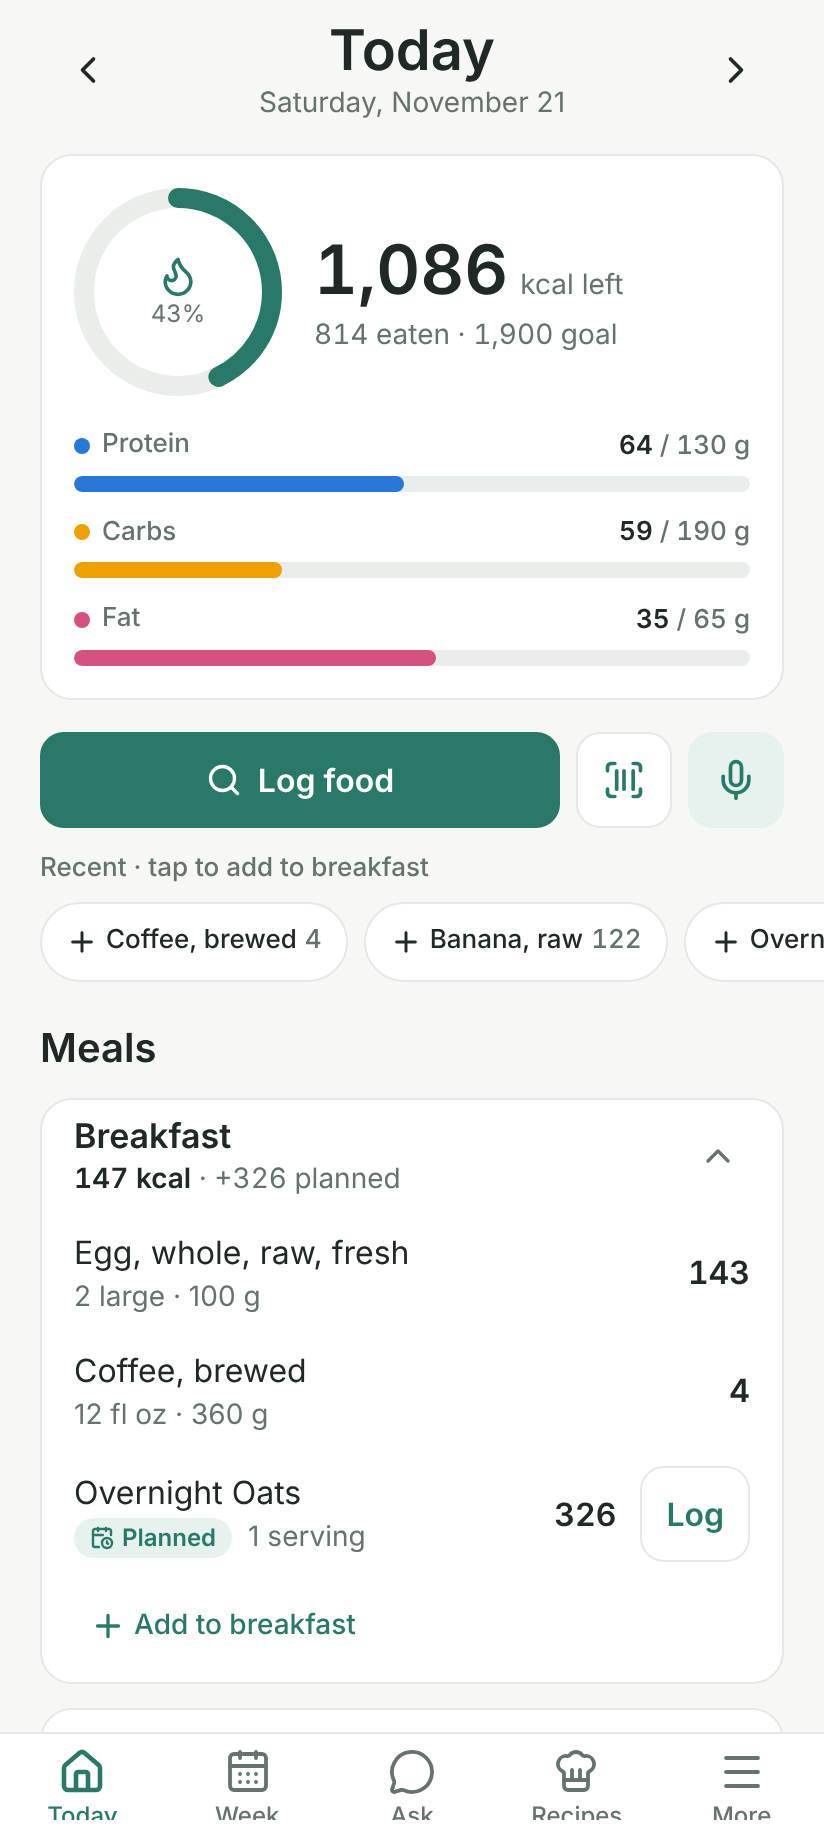 Today
Saturday, November 21
43%
1,086 kcal left
814 eaten · 1,900 goal
Protein 64 / 130 g
Carbs 59 / 190 g
Fat 35 / 65 g
Log food
Recent · tap to add to breakfast
Coffee, brewed 4
Banana, raw 122
Overn
Meals
Breakfast
147 kcal · +326 planned
Egg, whole, raw, fresh
2 large · 100 g
143
Coffee, brewed
12 fl oz · 360 g
4
Overnight Oats
Planned 1 serving
326
Log
Add to breakfast
Today
Week
Ask
Recipes
More